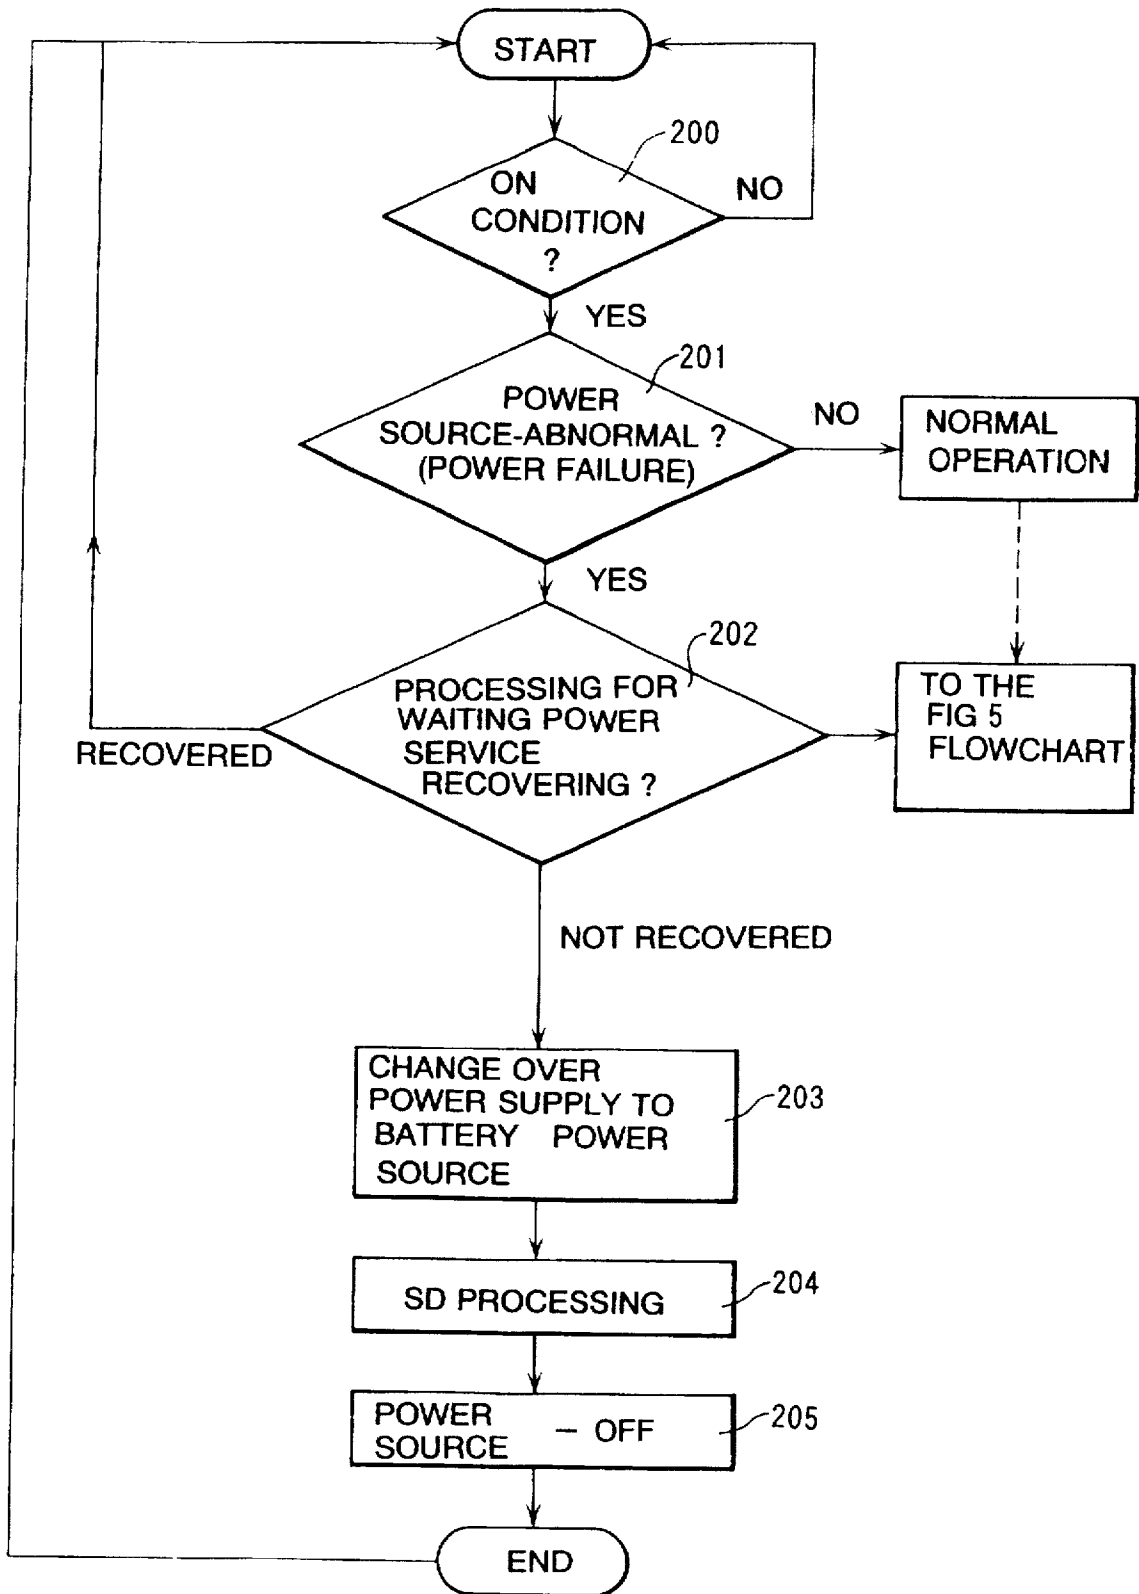 START
200
ON
CONDITION
?
NO
YES
201
POWER
SOURCE-ABNORMAL ?
(POWER FAILURE)
NO
NORMAL
OPERATION
YES
202
PROCESSING FOR
WAITING POWER
SERVICE
RECOVERING ?
RECOVERED
TO THE
FIG 5
FLOWCHART
NOT RECOVERED
CHANGE OVER
POWER SUPPLY TO
BATTERY POWER
SOURCE
203
SD PROCESSING
204
POWER
SOURCE – OFF
205
END